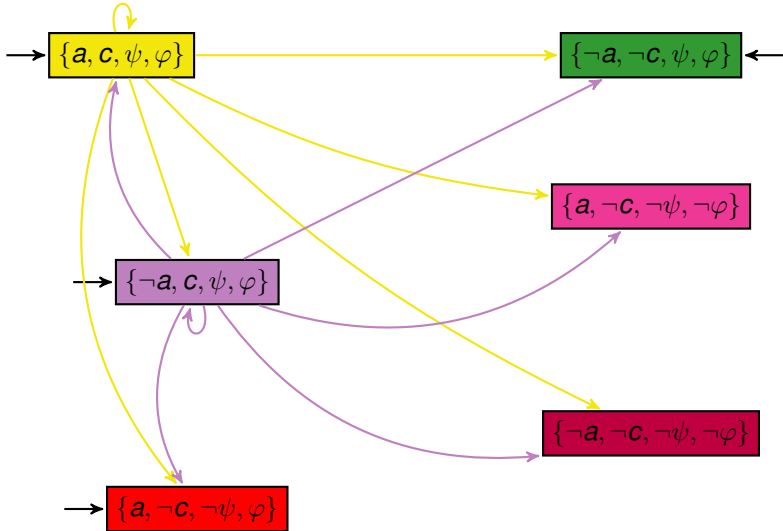 {a, c, ψ, φ}
{¬a, ¬c, ψ, φ}
{a, ¬c, ¬ψ, ¬φ}
{¬a, c, ψ, φ}
{¬a, ¬c, ¬ψ, ¬φ}
{a, ¬c, ¬ψ, φ}